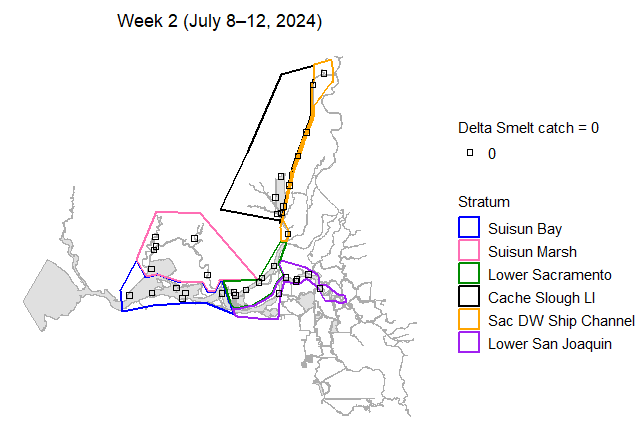 Week 2 (July 8–12, 2024)
Delta Smelt catch = 0
0
Stratum
Suisun Bay
Suisun Marsh
Lower Sacramento
Cache Slough LI
Sac DW Ship Channel
Lower San Joaquin